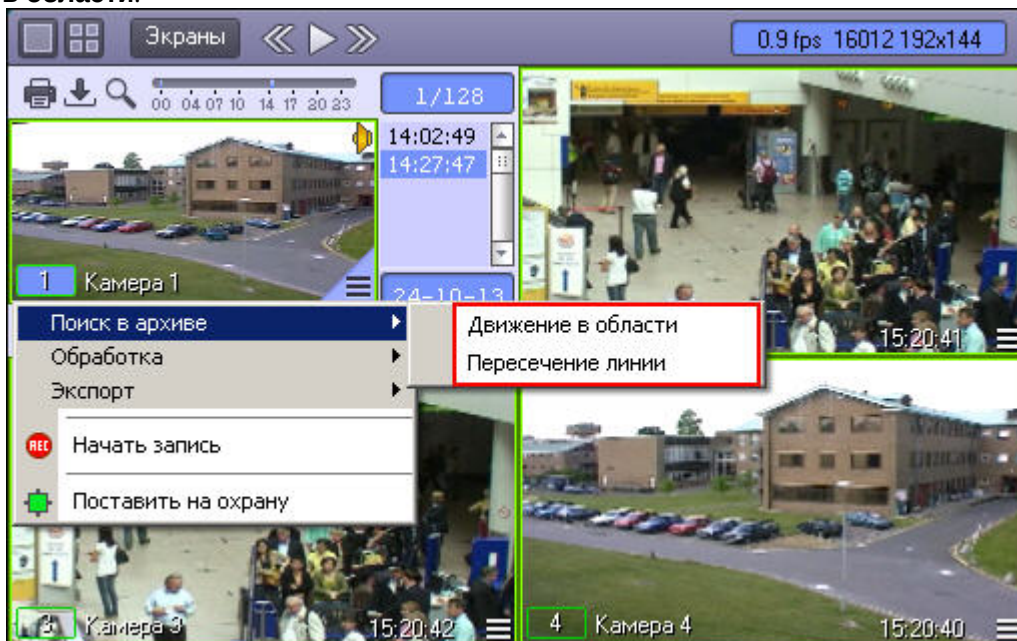 в области.
Экраны
0.9 fps 16012 192x144
00 04 07 10 14 17 20 23
1/128
14:02:49
14:27:47
1 Камера 1
24-10-13
Поиск в архиве
Обработка
Экспорт
REC Начать запись
Поставить на охрану
Движение в области
Пересечение линии
15:20:41
3 Камера 3
15:20:42
4 Камера 4
15:20:40